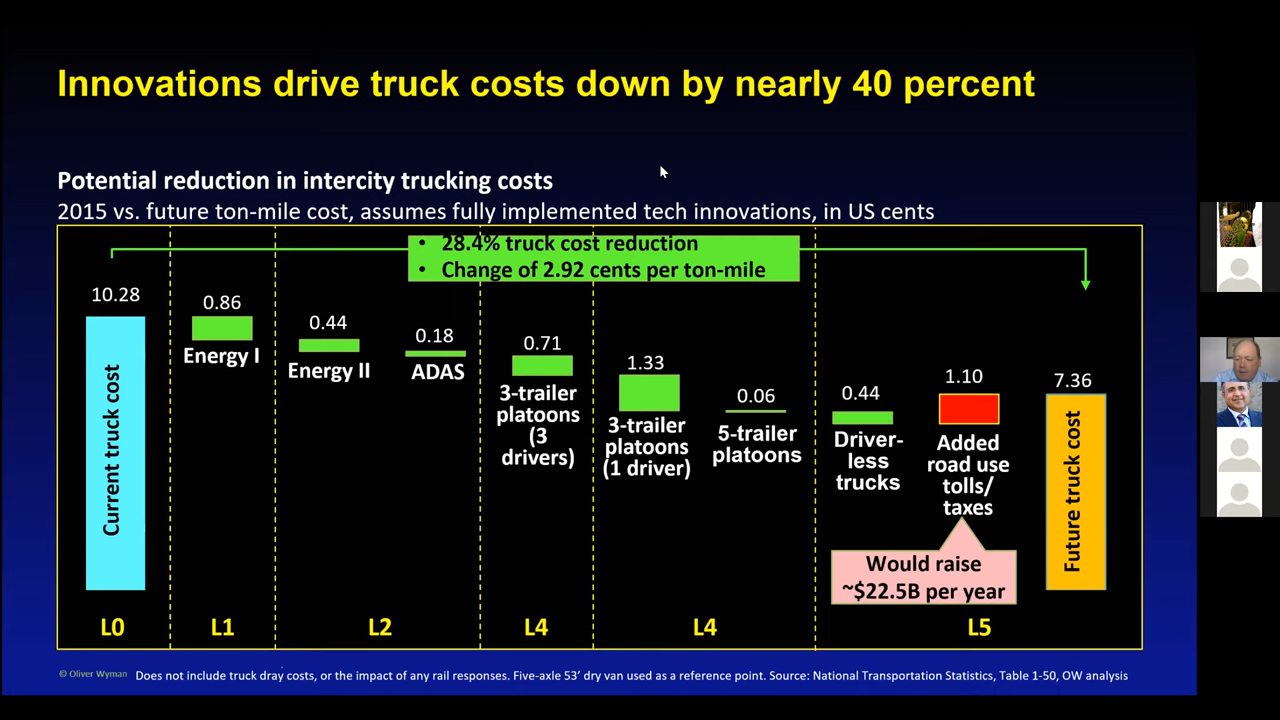 Innovations drive truck costs down by nearly 40 percent
Potential reduction in intercity trucking costs
2015 vs. future ton-mile cost, assumes fully implemented tech innovations, in US cents
• 28.4% truck cost reduction
• Change of 2.92 cents per ton-mile
10.28
Current truck cost
0.86
Energy I
0.44
Energy II
0.18
ADAS
0.71
3-trailer
platoons
(3
drivers)
1.33
3-trailer
platoons
(1 driver)
0.06
5-trailer
platoons
0.44
Driver-
less
trucks
1.10
Added
road use
tolls/
taxes
Would raise
~$22.5B per year
7.36
Future truck cost
L0
L1
L2
L4
L4
L5
© Oliver Wyman
Does not include truck dray costs, or the impact of any rail responses. Five-axle 53’ dry van used as a reference point. Source: National Transportation Statistics, Table 1-50, OW analysis